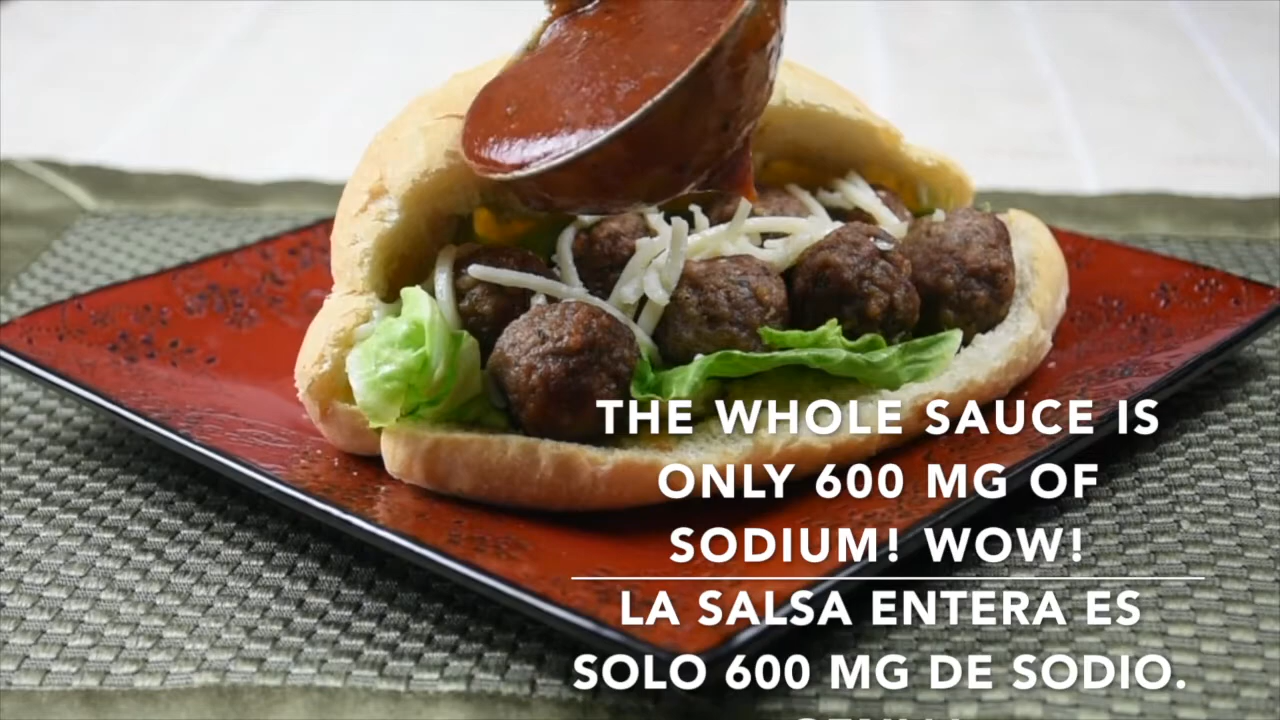 THE WHOLE SAUCE IS
ONLY 600 MG OF
SODIUM! WOW!
LA SALSA ENTERA ES
SOLO 600 MG DE SODIO.